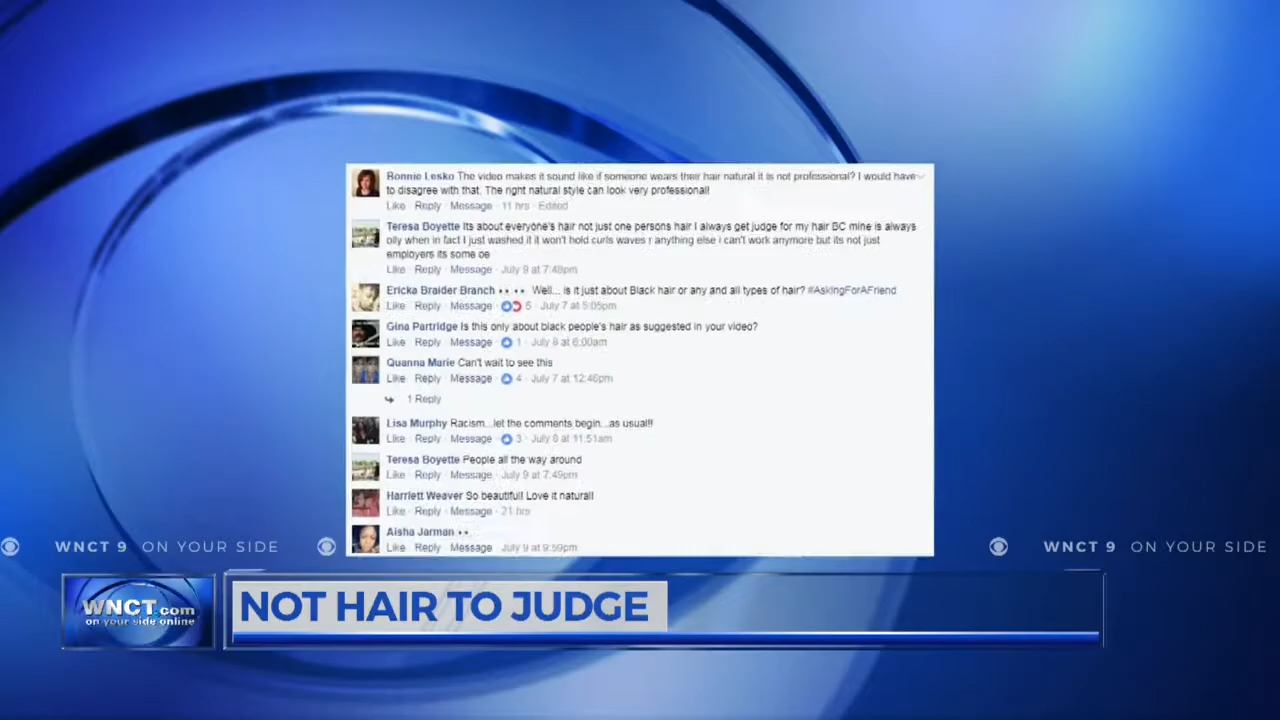 Ronnie Lesko The video makes it sound like if someone wears their hair natural it is not professional? I would have
to disagree with that. The right natural style can look very professional!
Like · Reply · Message · 11 hrs · Edited
Teresa Boyette Its about everyone's hair not just one persons hair I always get judge for my hair BC mine is always
oily when in fact I just washed it it won't hold curls waves r anything else i can't work anymore but its not just
employers its some oe
Like · Reply · Message · July 9 at 7:48pm
Ericka Braider Branch Well... is it just about Black hair or any and all types of hair? #AskingForAFriend
Like · Reply · Message · 5 · July 7 at 5:05pm
Gina Partridge Is this only about black people's hair as suggested in your video?
Like · Reply · Message · 1 · July 8 at 6:00am
Quanna Marie Can't wait to see this
Like · Reply · Message · 4 · July 7 at 12:46pm
1 Reply
Lisa Murphy Racism...let the comments begin...as usual!!
Like · Reply · Message · 3 · July 8 at 11:51am
Teresa Boyette People all the way around
Like · Reply · Message · July 9 at 7:49pm
Harriett Weaver So beautiful! Love it natural!
Like · Reply · Message · 21 hrs
Aisha Jarman
Like · Reply · Message · July 9 at 9:59pm
WNCT 9 ON YOUR SIDE
WNCT 9 ON YOUR SIDE
WNCT.com
on your side online
NOT HAIR TO JUDGE